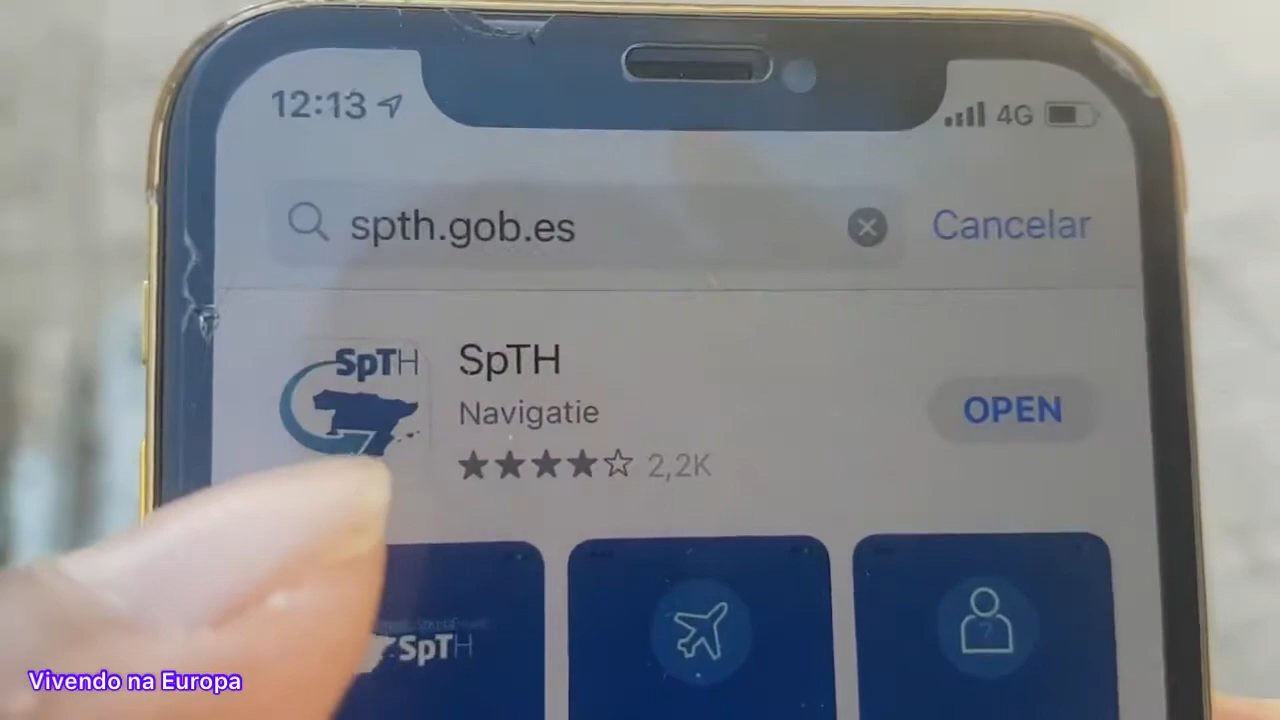 12:13
4G
spth.gob.es
Cancelar
SpTH
SpTH
Navigatie
OPEN
2,2K
SpTH
?
Vivendo na Europa